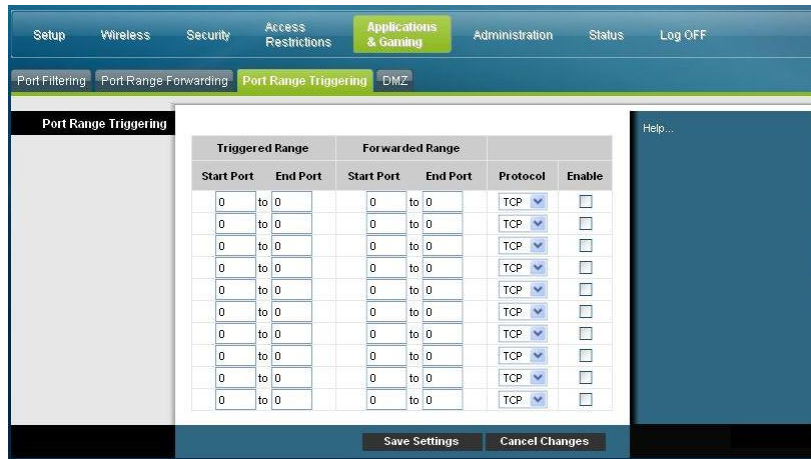 Setup Wireless Security Access Restrictions Applications & Gaming Administration Status Log OFF
Port Filtering Port Range Forwarding Port Range Triggering DMZ
Port Range Triggering
Help...
Triggered Range Forwarded Range
Start Port End Port Start Port End Port Protocol Enable
0 to 0 0 to 0 TCP
0 to 0 0 to 0 TCP
0 to 0 0 to 0 TCP
0 to 0 0 to 0 TCP
0 to 0 0 to 0 TCP
0 to 0 0 to 0 TCP
0 to 0 0 to 0 TCP
0 to 0 0 to 0 TCP
0 to 0 0 to 0 TCP
0 to 0 0 to 0 TCP
Save Settings Cancel Changes